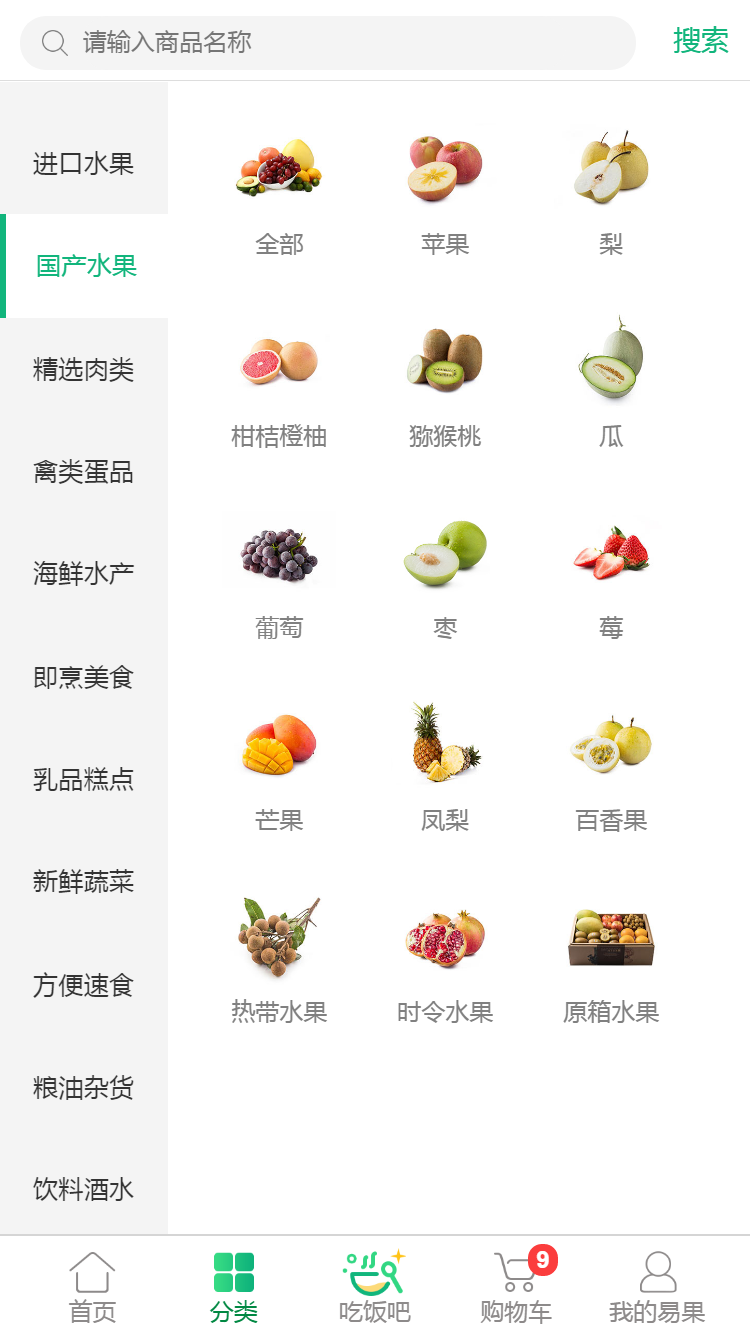 请输入商品名称
搜索
进口水果
国产水果
精选肉类
禽类蛋品
海鲜水产
即烹美食
乳品糕点
新鲜蔬菜
方便速食
粮油杂货
饮料酒水
全部 苹果 梨
柑桔橙柚 猕猴桃 瓜
葡萄 枣 莓
芒果 凤梨 百香果
热带水果 时令水果 原箱水果
9
首页 分类 吃饭吧 购物车 我的易果